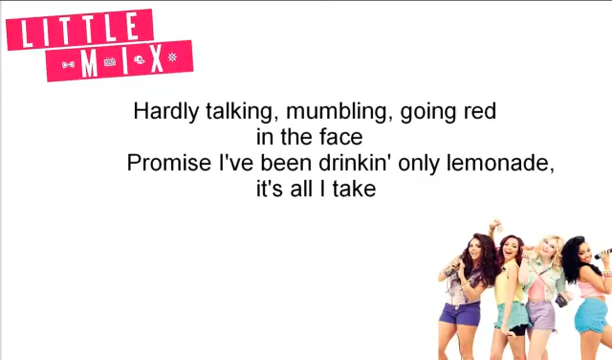 LITTLE
MIX
Hardly talking, mumbling, going red
in the face
Promise I've been drinkin' only lemonade,
it's all I take